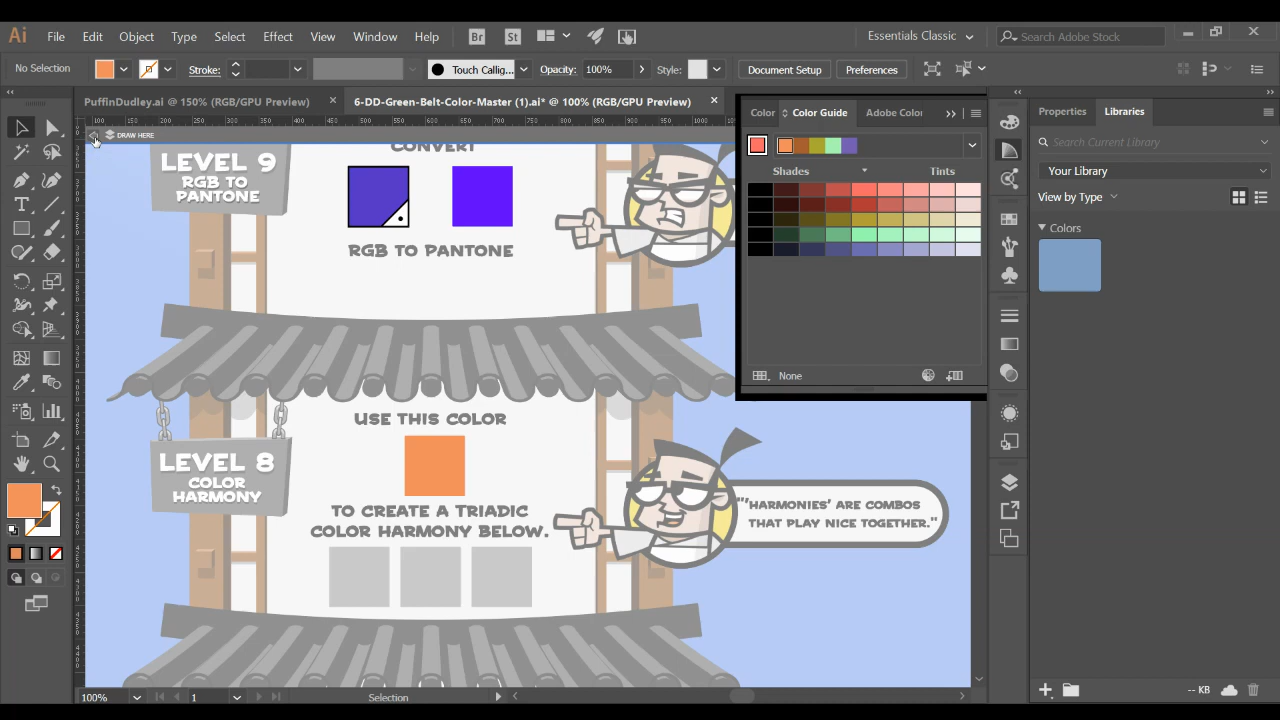 Ai File Edit Object Type Select Effect View Window Help Br St Essentials Classic Search Adobe Stock
No Selection Stroke: Touch Callig... Opacity: 100% Style: Document Setup Preferences
PuffinDudley.ai @ 150% (RGB/GPU Preview) × 6-DD-Green-Belt-Color-Master (1).ai* @ 100% (RGB/GPU Preview) ×
Color Color Guide Adobe Color
Properties Libraries
DRAW HERE
Search Current Library
Your Library
View by Type
Colors
Shades Tints
None
CONVERT
LEVEL 9
RGB TO
PANTONE
RGB TO PANTONE
USE THIS COLOR
LEVEL 8
COLOR
HARMONY
TO CREATE A TRIADIC
COLOR HARMONY BELOW.
"'HARMONIES' ARE COMBOS
THAT PLAY NICE TOGETHER."
100% 1 Selection
-- KB